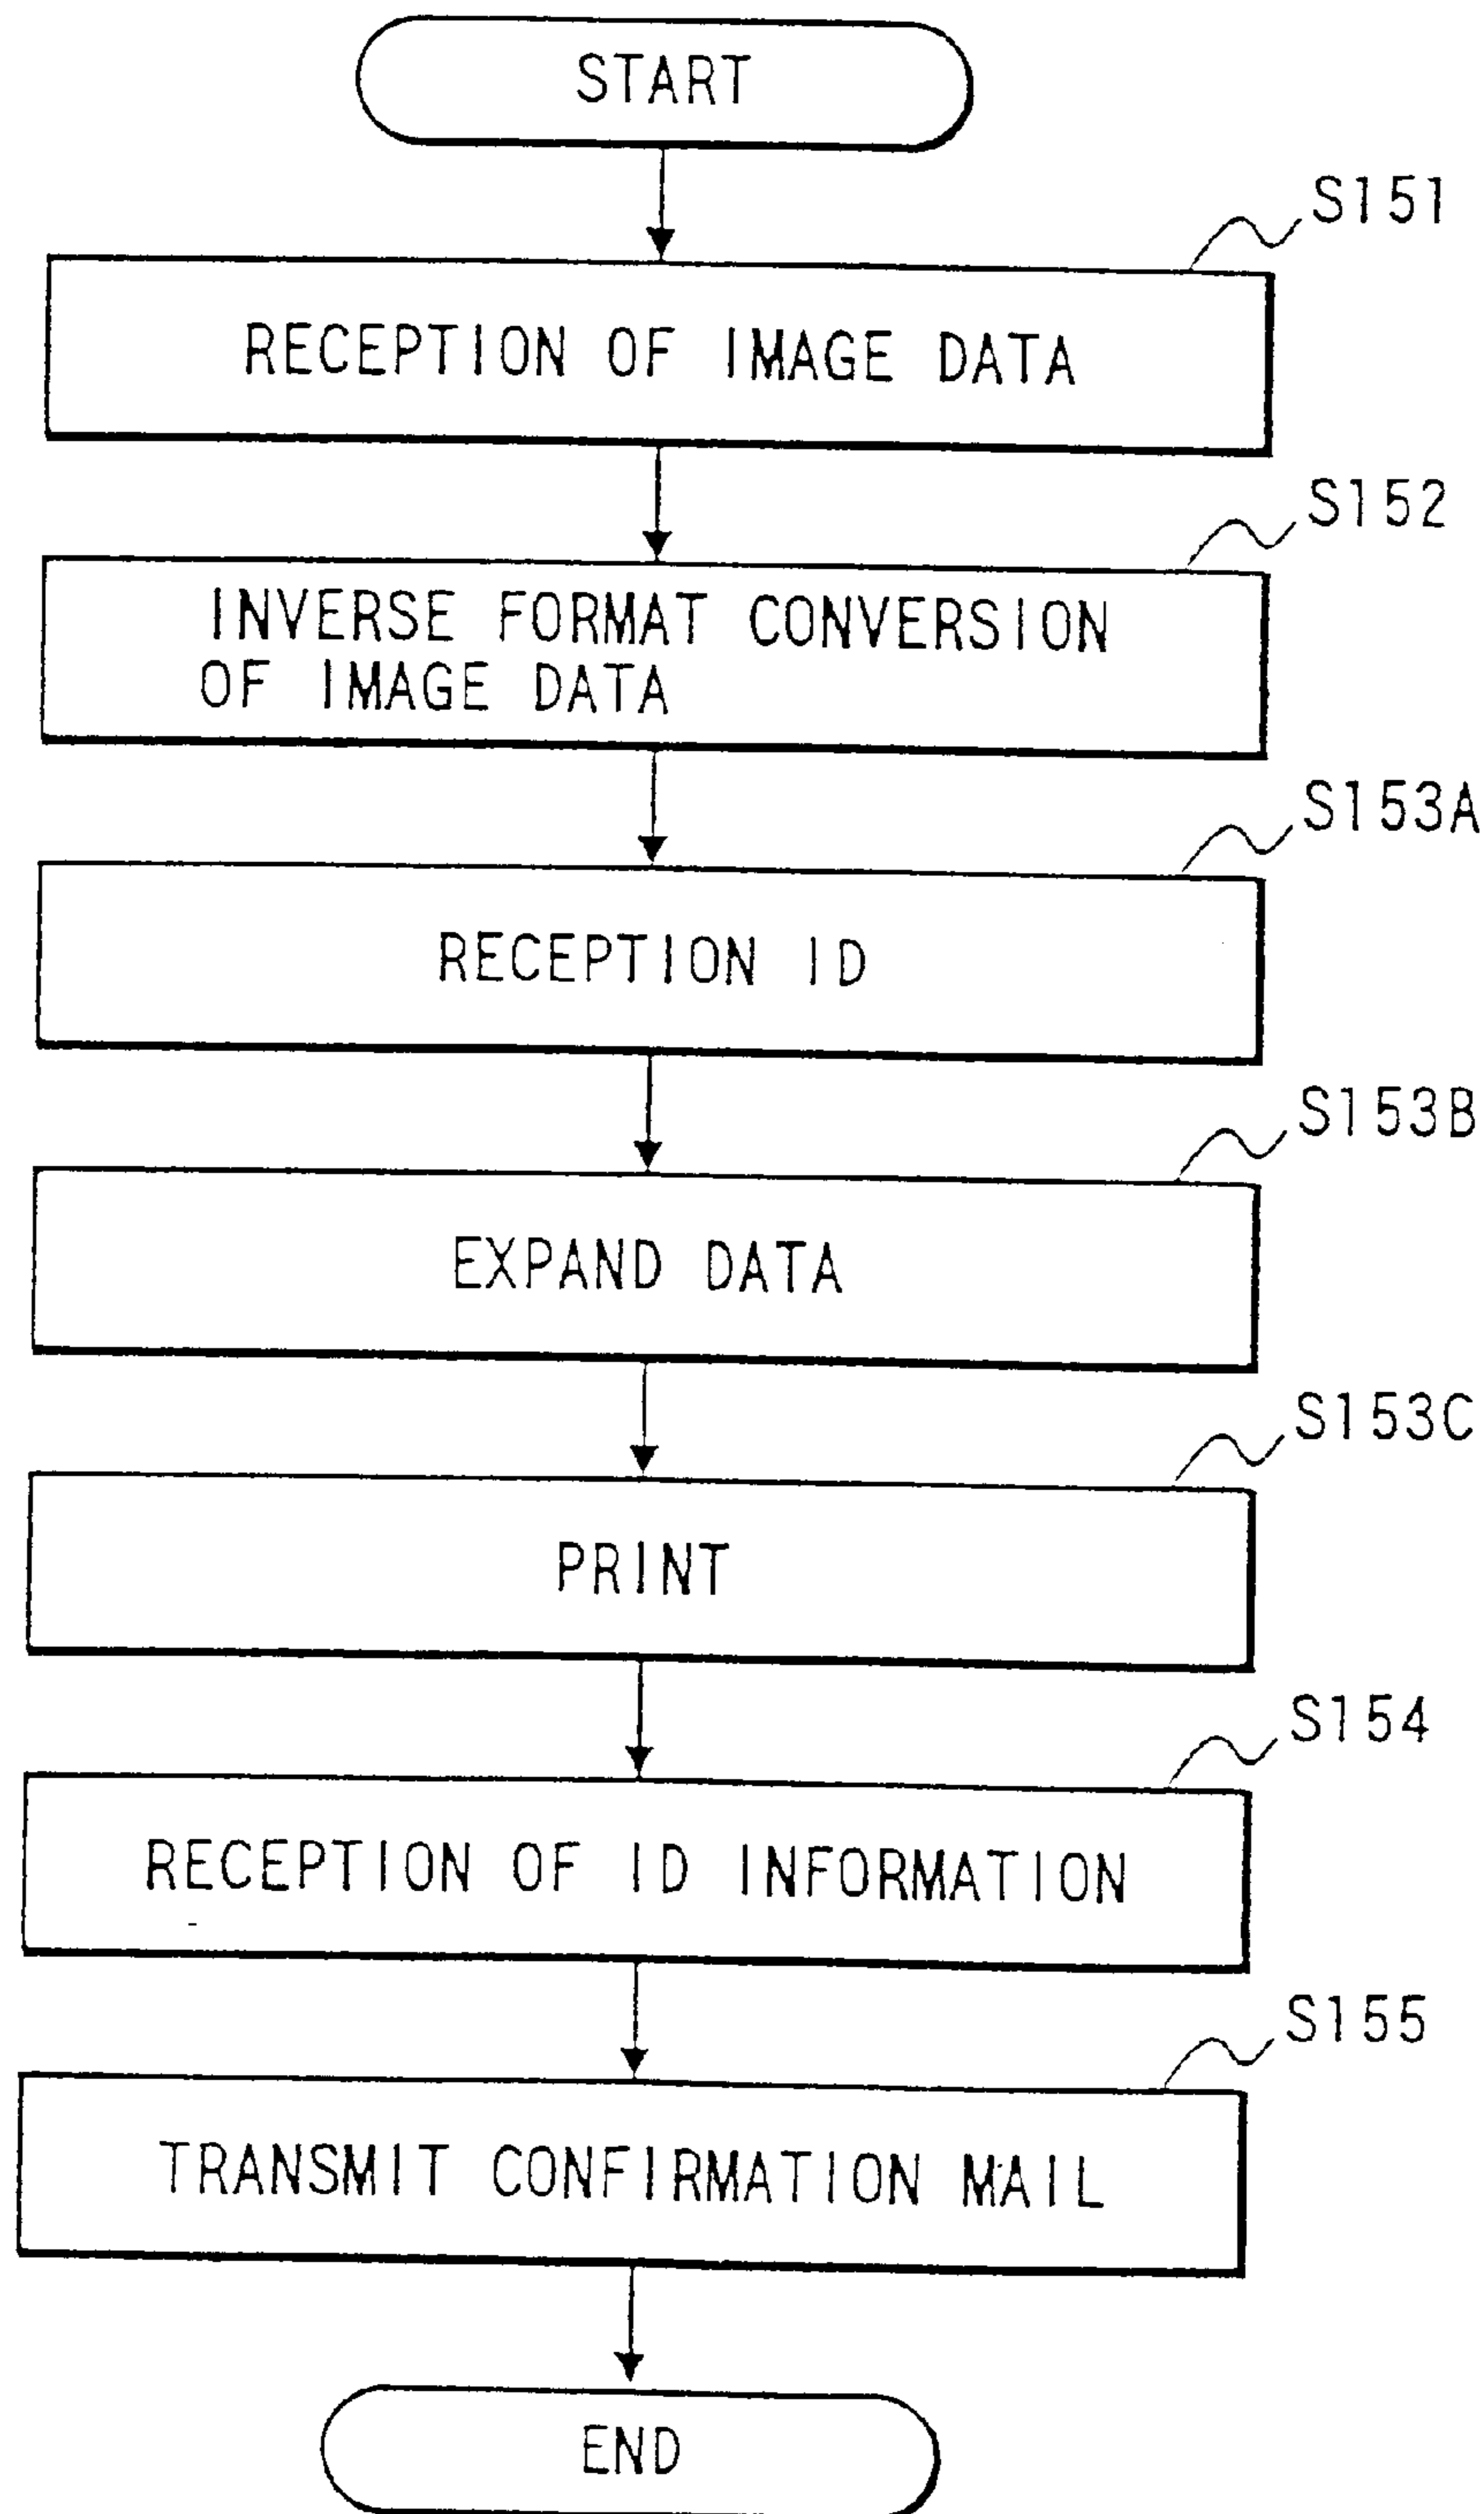 START
S151
RECEPTION OF IMAGE DATA
S152
INVERSE FORMAT CONVERSION
OF IMAGE DATA
S153A
RECEPTION ID
S153B
EXPAND DATA
S153C
PRINT
S154
RECEPTION OF ID INFORMATION
S155
TRANSMIT CONFIRMATION MAIL
END